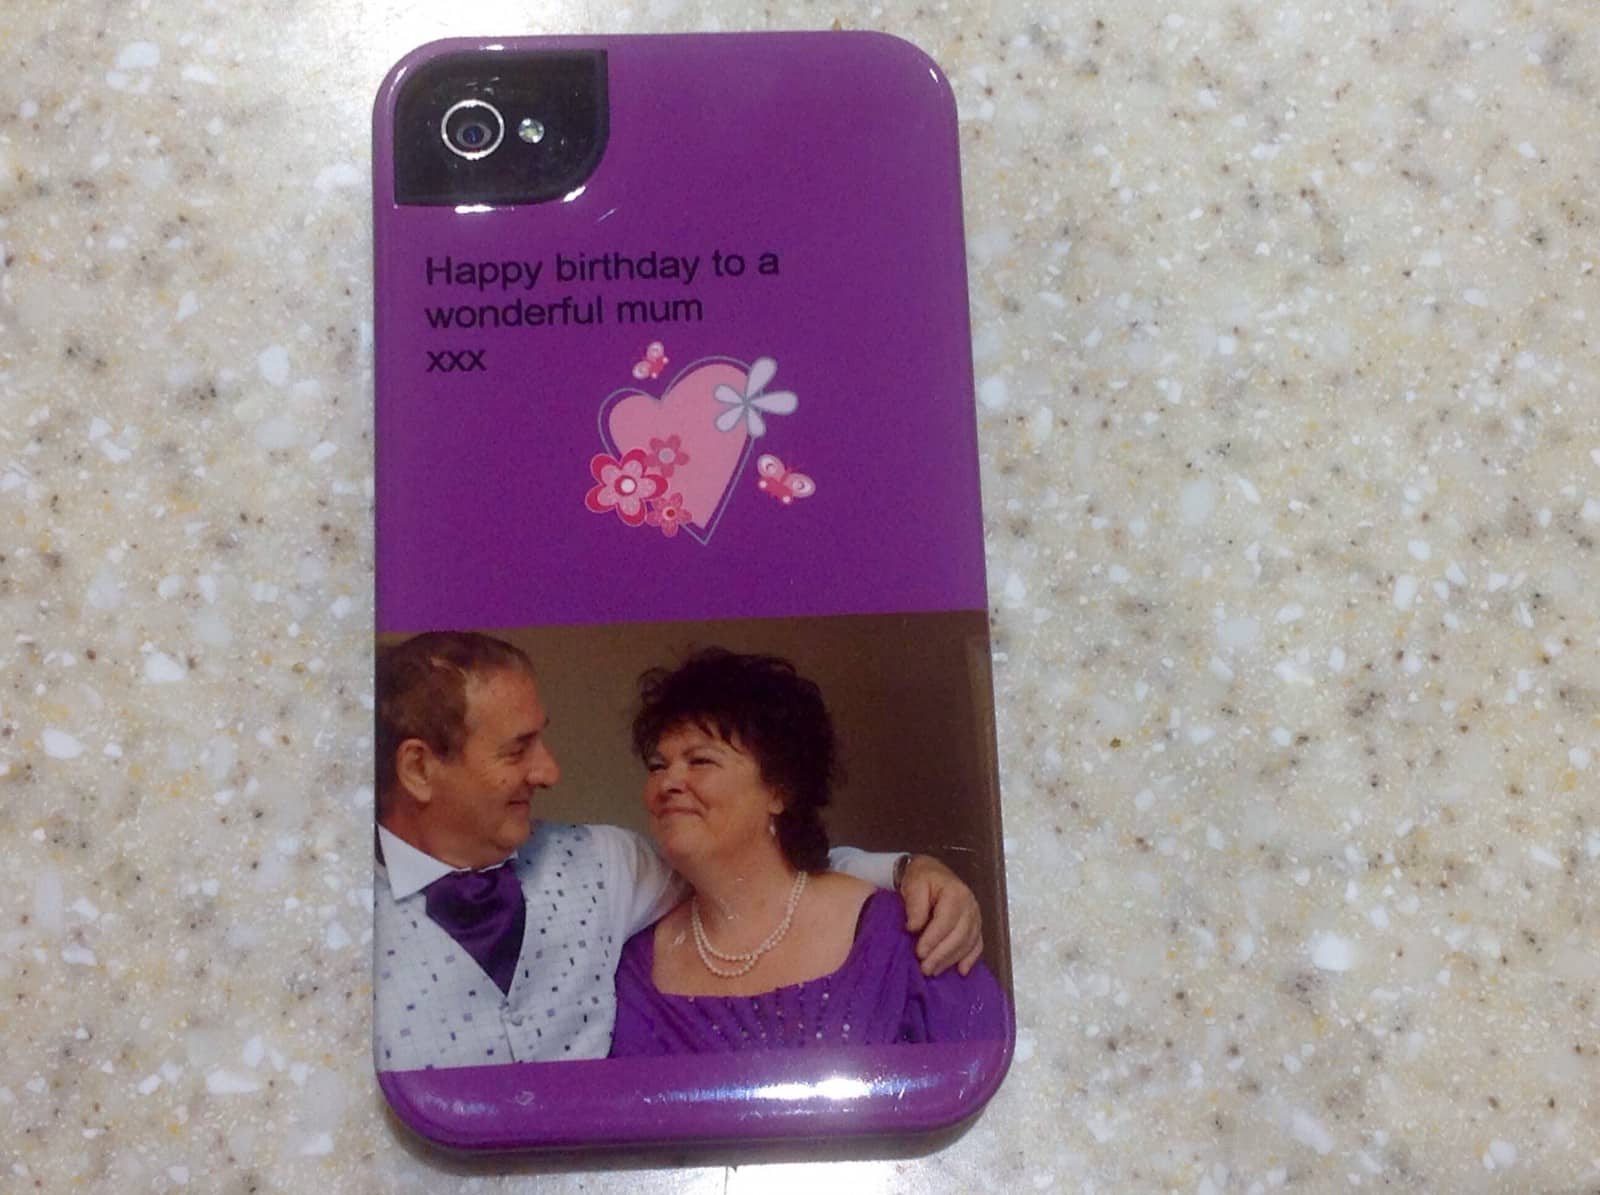 Happy birthday to a
wonderful mum
xxx